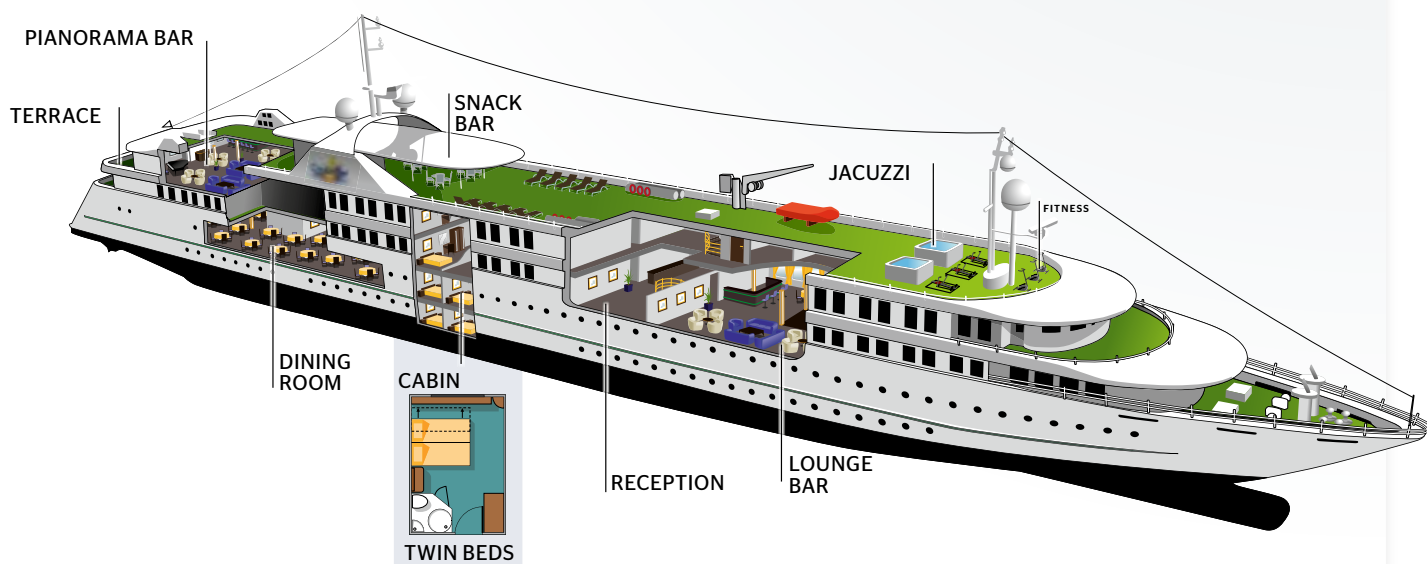 PIANORAMA BAR
TERRACE
SNACK
BAR
JACUZZI
FITNESS
DINING
ROOM
CABIN
RECEPTION
LOUNGE
BAR
TWIN BEDS